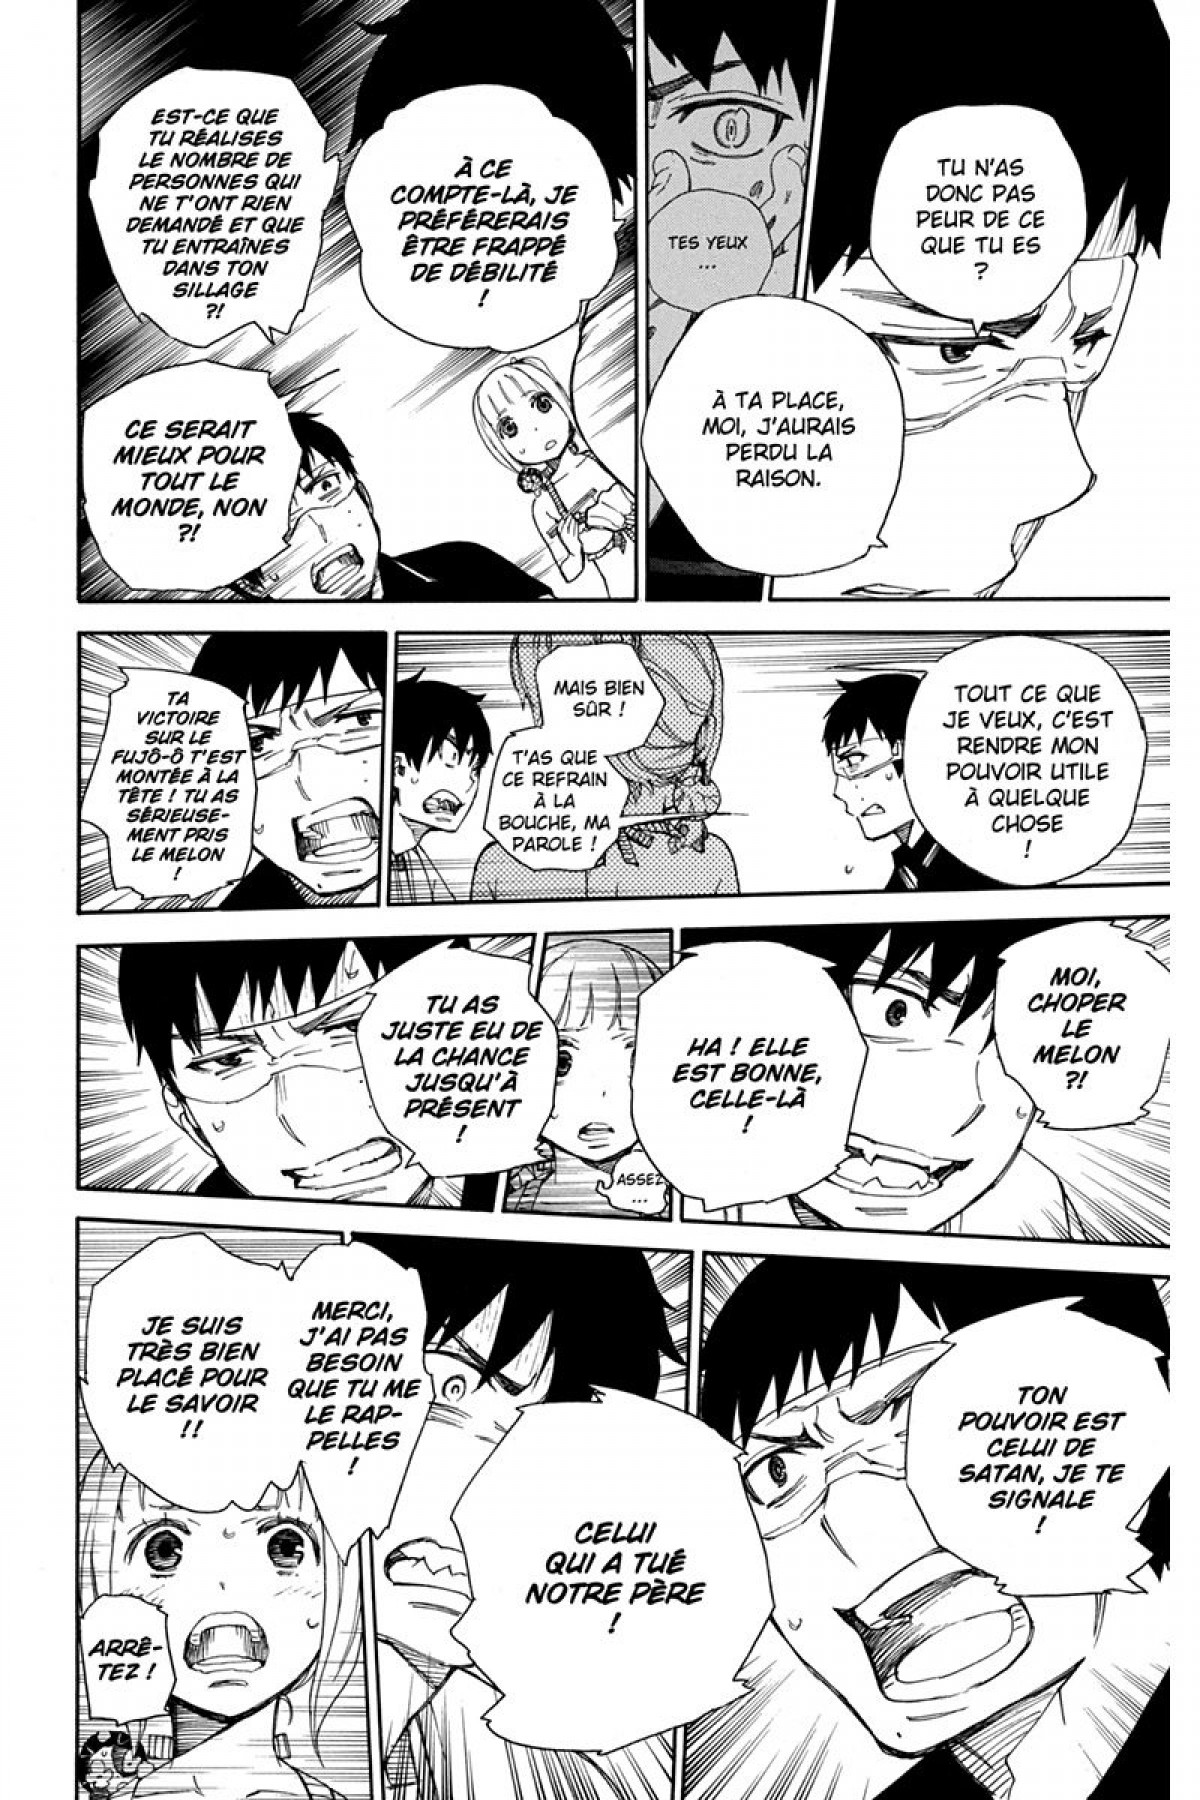 TU N'AS
DONC PAS
PEUR DE CE
QUE TU ES
?
TES YEUX
...
À TA PLACE,
MOI, J'AURAIS
PERDU LA
RAISON.
À CE
COMPTE-LÀ, JE
PRÉFÉRERAIS
ÊTRE FRAPPÉ
DE DÉBILITÉ
!
EST-CE QUE
TU RÉALISES
LE NOMBRE DE
PERSONNES QUI
NE T'ONT RIEN
DEMANDÉ ET QUE
TU ENTRAÎNES
DANS TON
SILLAGE
?!
CE SERAIT
MIEUX POUR
TOUT LE
MONDE, NON
?!
TOUT CE QUE
JE VEUX, C'EST
RENDRE MON
POUVOIR UTILE
À QUELQUE
CHOSE
!
MAIS BIEN
SÛR !
T'AS QUE
CE REFRAIN
À LA
BOUCHE, MA
PAROLE !
TA
VICTOIRE
SUR LE
FUJÔ-Ô T'EST
MONTÉE À LA
TÊTE ! TU AS
SÉRIEUSE-
MENT PRIS
LE MELON
!
MOI,
CHOPER
LE
MELON
?!
HA ! ELLE
EST BONNE,
CELLE-LÀ
!
ASSEZ
...
TU AS
JUSTE EU DE
LA CHANCE
JUSQU'À
PRÉSENT
!
TON
POUVOIR EST
CELUI DE
SATAN, JE TE
SIGNALE
!
CELUI
QUI A TUÉ
NOTRE PÈRE
!
MERCI,
J'AI PAS
BESOIN
QUE TU ME
LE RAP-
PELLES
!
JE SUIS
TRÈS BIEN
PLACÉ POUR
LE SAVOIR
!!
ARRÊ-
TEZ !